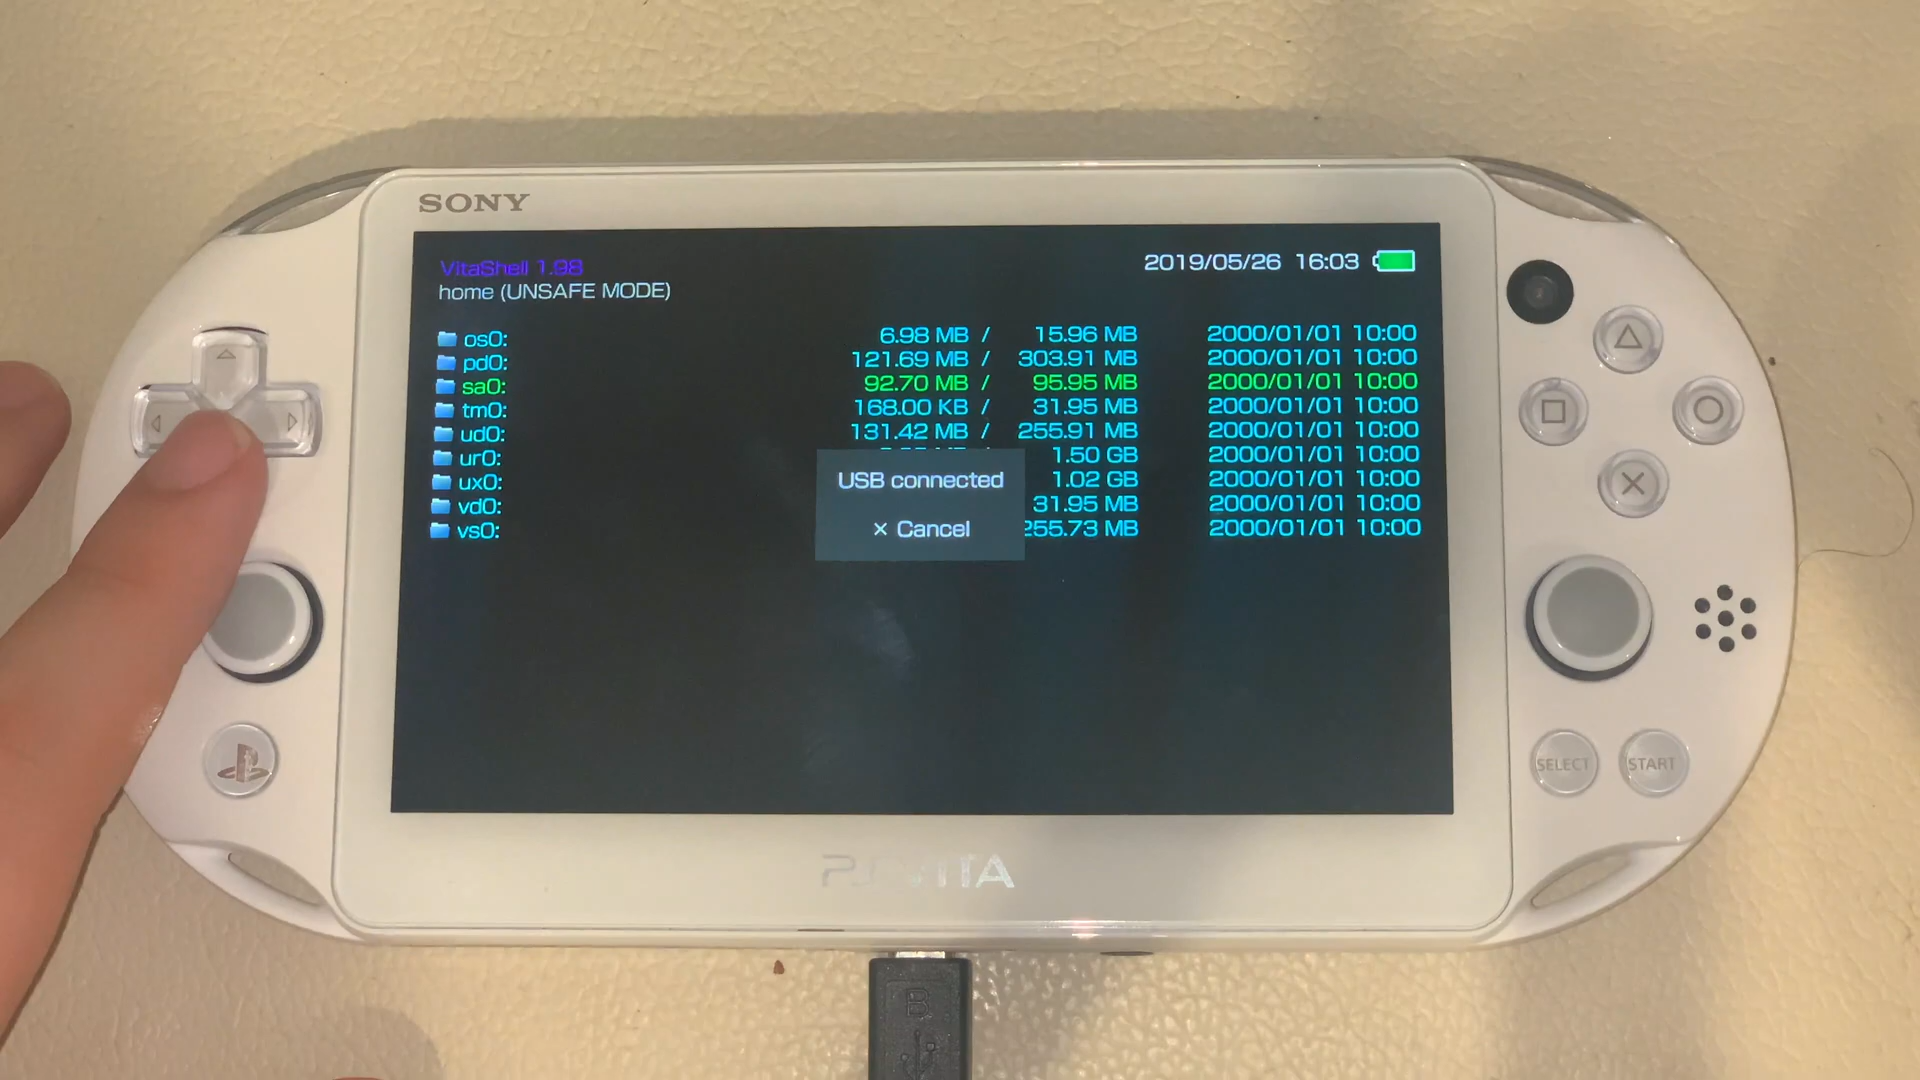 SONY
VitaShell 1.98
2019/05/26 16:03
home (UNSAFE MODE)
os0: 6.98 MB / 15.96 MB 2000/01/01 10:00
pd0: 121.69 MB / 303.91 MB 2000/01/01 10:00
sa0: 92.70 MB / 95.95 MB 2000/01/01 10:00
tm0: 168.00 KB / 31.95 MB 2000/01/01 10:00
ud0: 131.42 MB / 255.91 MB 2000/01/01 10:00
ur0: 1.50 GB 2000/01/01 10:00
ux0: 1.02 GB 2000/01/01 10:00
vd0: 31.95 MB 2000/01/01 10:00
vs0: 255.73 MB 2000/01/01 10:00
USB connected
× Cancel
SELECT
START
PSVITA
B